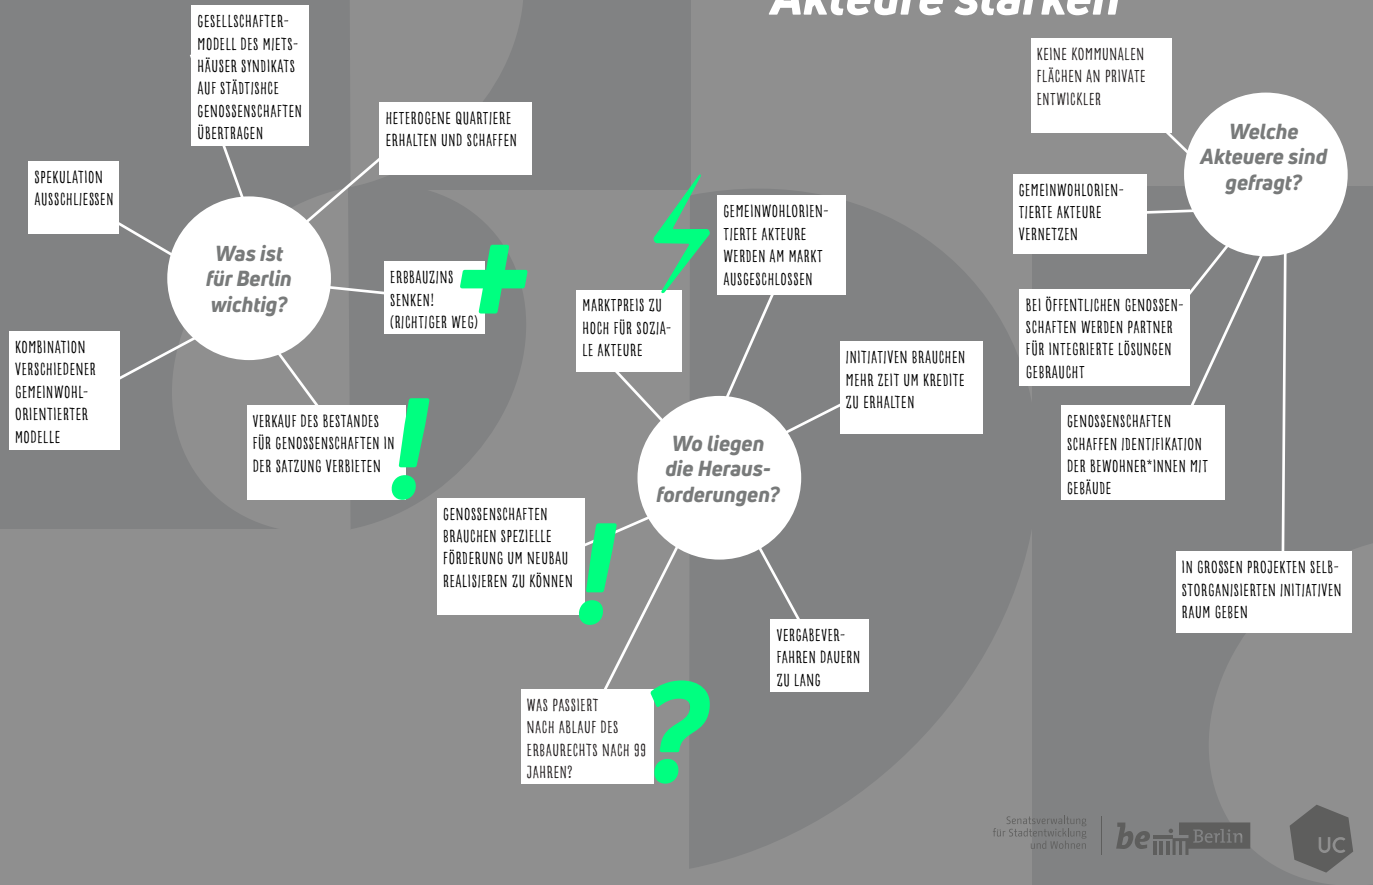 Akteure stärken
GESELLSCHAFTER-
MODELL DES MIETS-
HÄUSER SYNDIKATS
AUF STÄDTJSHCE
GENOSSENSCHAFTEN
ÜBERTRAGEN
HETEROGENE QUARTIERE
ERHALTEN UND SCHAFFEN
SPEKULATION
AUSSCHLIESSEN
Was ist
für Berlin
wichtig?
ERBBAUZINS
SENKEN!
(RICHTIGER WEG)
KOMBINATION
VERSCHIEDENER
GEMEINWOHL-
ORIENTIERTER
MODELLE
VERKAUF DES BESTANDES
FÜR GENOSSENSCHAFTEN IN
DER SATZUNG VERBIETEN
GEMEINWOHLORIEN-
TIERTE AKTEURE
WERDEN AM MARKT
AUSGESCHLOSSEN
MARKTPREIS ZU
HOCH FÜR SOZIA-
LE AKTEURE
INITIATIVEN BRAUCHEN
MEHR ZEIT UM KREDITE
ZU ERHALTEN
Wo liegen
die Heraus-
forderungen?
GENOSSENSCHAFTEN
BRAUCHEN SPEZIELLE
FÖRDERUNG UM NEUBAU
REALISIEREN ZU KÖNNEN
VERGABEVER-
FAHREN DAUERN
ZU LANG
WAS PASSIERT
NACH ABLAUF DES
ERBAURECHTS NACH 99
JAHREN?
KEINE KOMMUNALEN
FLÄCHEN AN PRIVATE
ENTWICKLER
Welche
Akteuere sind
gefragt?
GEMEINWOHLORIEN-
TIERTE AKTEURE
VERNETZEN
BEI ÖFFENTLICHEN GENOSSEN-
SCHAFTEN WERDEN PARTNER
FÜR INTEGRIERTE LÖSUNGEN
GEBRAUCHT
GENOSSENSCHAFTEN
SCHAFFEN IDENTIFIKATION
DER BEWOHNER*INNEN MIT
GEBÄUDE
IN GROSSEN PROJEKTEN SELB-
STORGANISIERTEN INITIATIVEN
RAUM GEBEN
Senatsverwaltung
für Stadtentwicklung
und Wohnen
be Berlin
UC